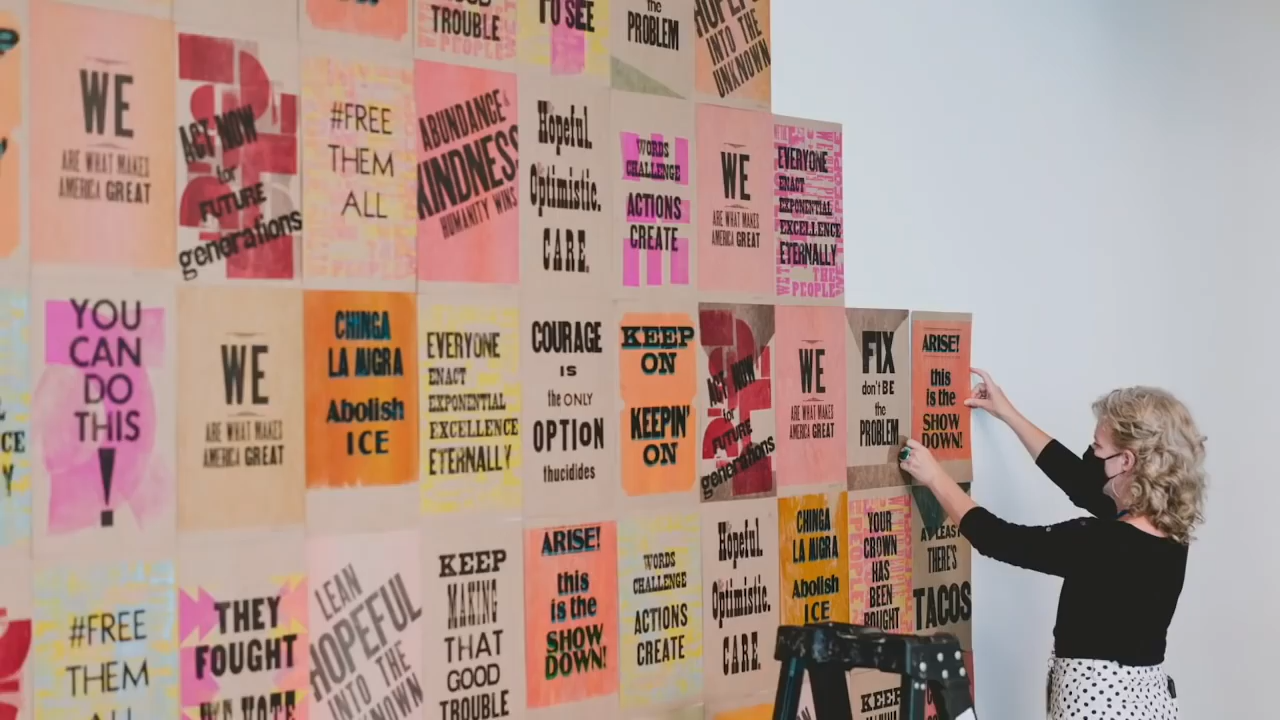 GOOD
TROUBLE
TO SEE
the
PROBLEM
HOPEFUL
INTO THE
UNKNOWN
WE
ARE WHAT MAKES
AMERICA GREAT
ACT NOW
for
FUTURE
generations
#FREE
THEM
ALL
ABUNDANCE
KINDNESS
HUMANITY WINS
Hopeful.
Optimistic.
CARE.
WORDS
CHALLENGE
ACTIONS
CREATE
WE
ARE WHAT MAKES
AMERICA GREAT
EVERYONE
ENACT
EXPONENTIAL
EXCELLENCE
ETERNALLY
THE
PEOPLE
YOU
CAN
DO
THIS
!
WE
ARE WHAT MAKES
AMERICA GREAT
CHINGA
LA MIGRA
Abolish
ICE
EVERYONE
ENACT
EXPONENTIAL
EXCELLENCE
ETERNALLY
COURAGE
IS
the ONLY
OPTION
thucidides
KEEP
ON
KEEPIN'
ON
ACT NOW
for
FUTURE
generations
WE
ARE WHAT MAKES
AMERICA GREAT
FIX
don't BE
the
PROBLEM
ARISE!
this
is the
SHOW
DOWN!
#FREE
THEM
ALL
THEY
FOUGHT
WE VOTE
LEAN
HOPEFUL
INTO THE
UNKNOWN
KEEP
MAKING
THAT
GOOD
TROUBLE
ARISE!
this
is the
SHOW
DOWN!
WORDS
CHALLENGE
ACTIONS
CREATE
Hopeful.
Optimistic.
CARE.
CHINGA
LA MIGRA
Abolish
ICE
YOUR
CROWN
HAS
BEEN
BOUGHT
AT LEAST
THERE'S
TACOS
KEEP